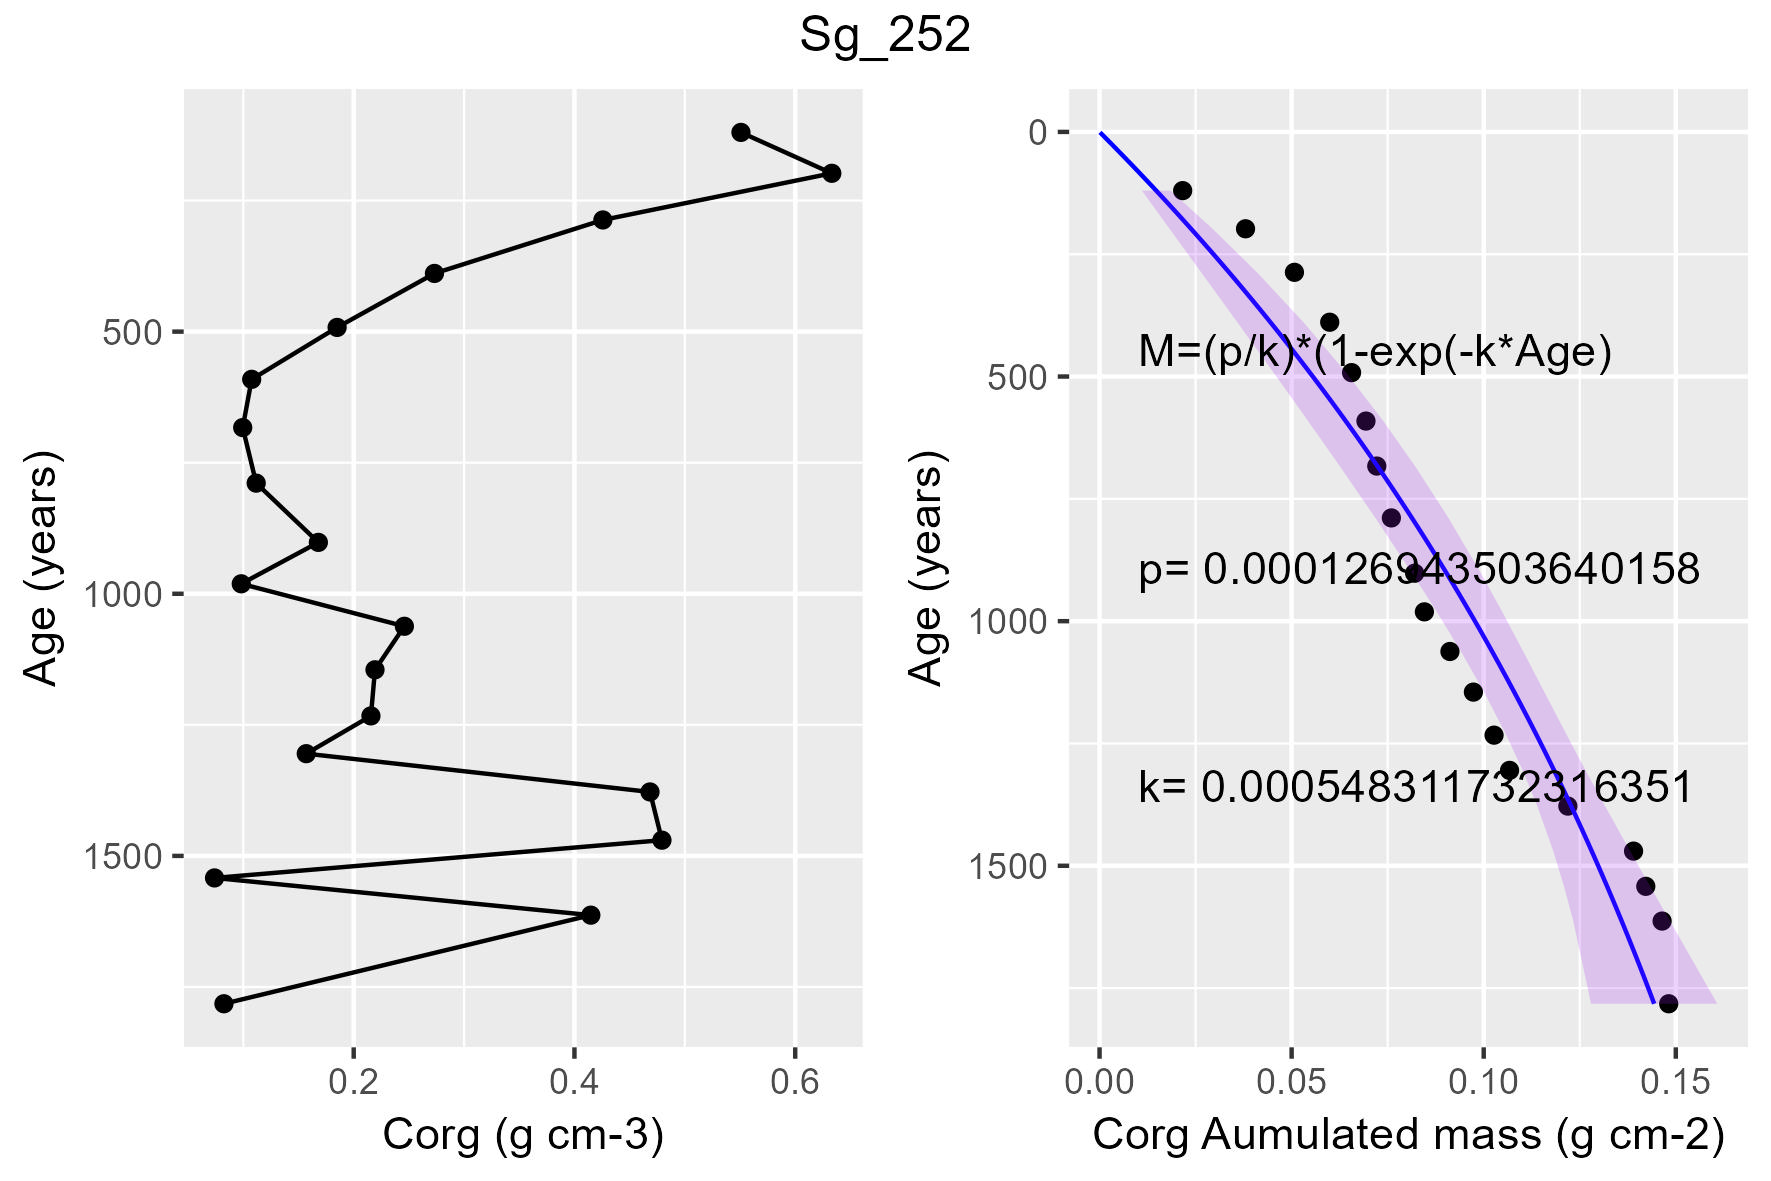 Sg_252
Age (years)
500
1000
1500
0.2
0.4
0.6
Corg (g cm-3)
Age (years)
0
500
1000
1500
M=(p/k)*(1-exp(-k*Age)
p= 0.000126943503640158
k= 0.000548311732316351
0.00
0.05
0.10
0.15
Corg Aumulated mass (g cm-2)